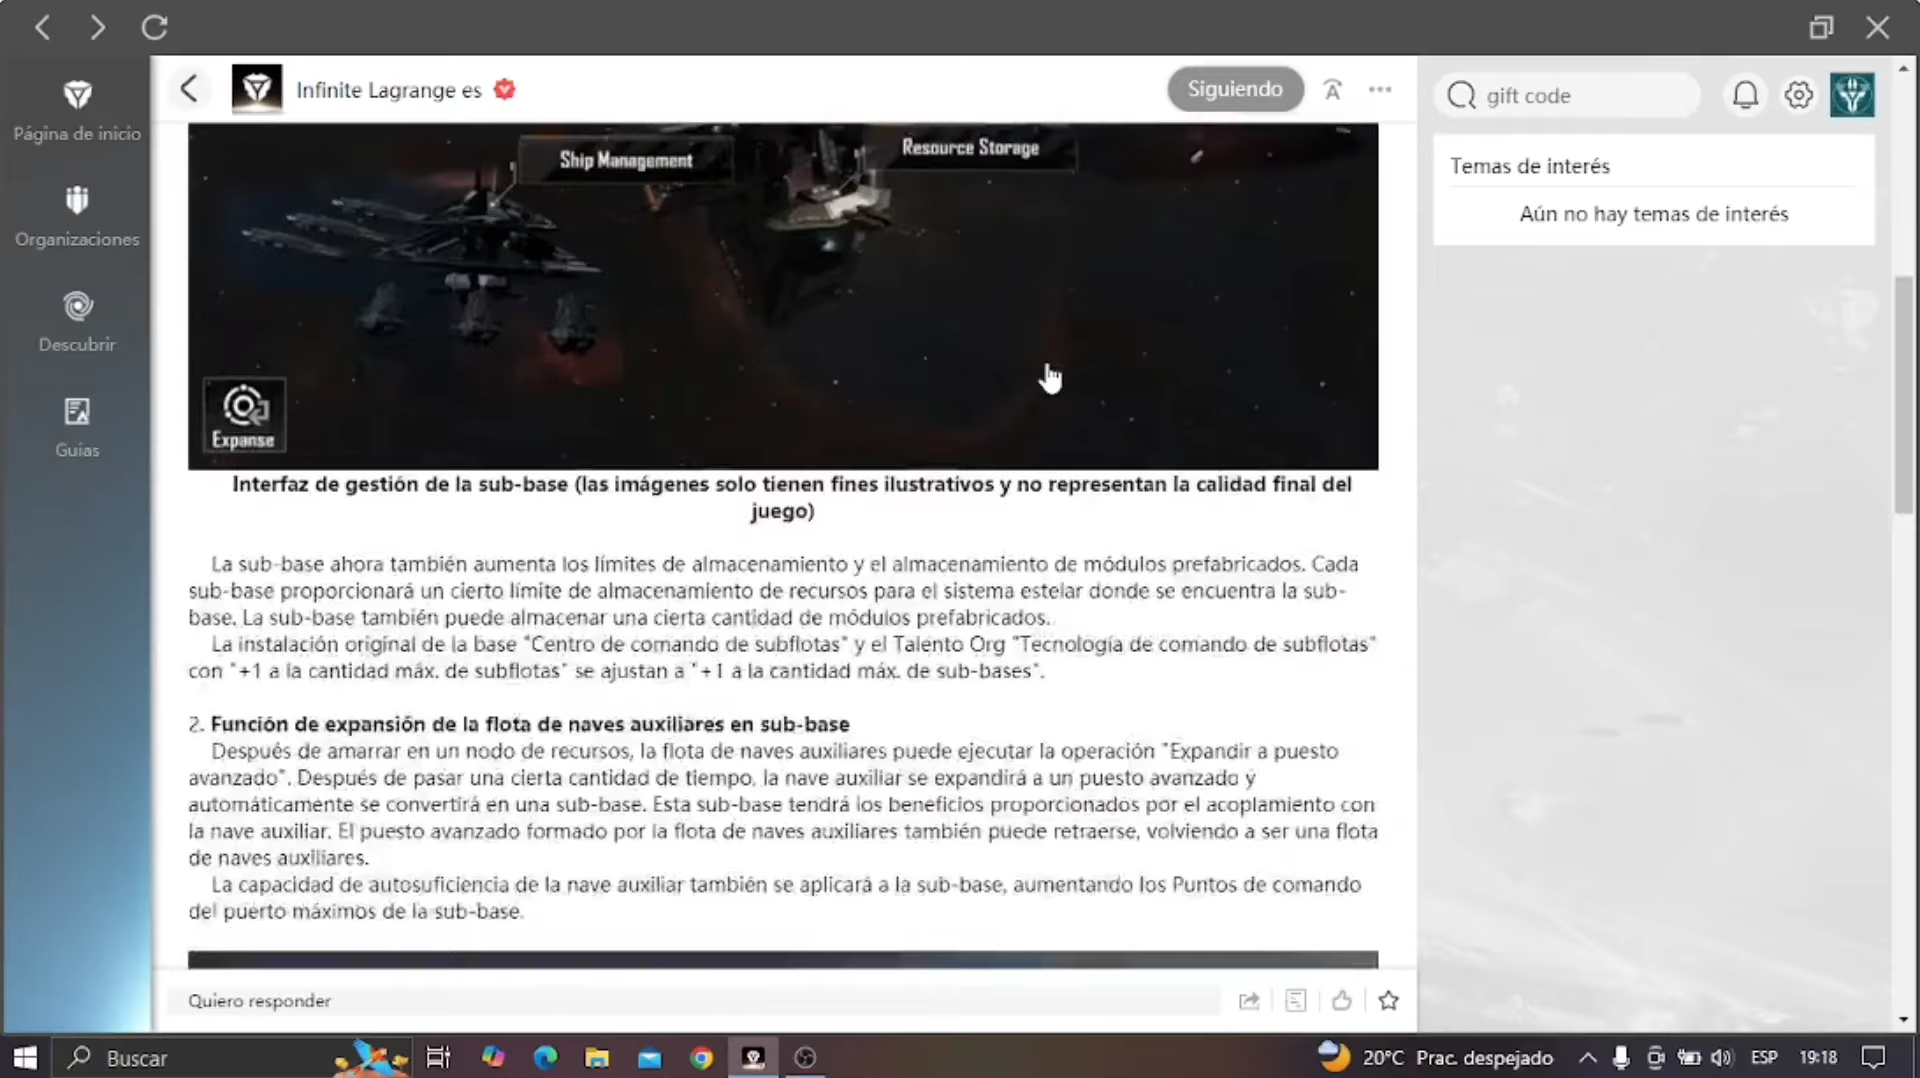 Infinite Lagrange es
Siguiendo
gift code
Página de inicio
Organizaciones
Descubrir
Guías
Temas de interés
Aún no hay temas de interés
Ship Management
Resource Storage
Expanse
Interfaz de gestión de la sub-base (las imágenes solo tienen fines ilustrativos y no representan la calidad final del
juego)
La sub-base ahora también aumenta los límites de almacenamiento y el almacenamiento de módulos prefabricados. Cada
sub-base proporcionará un cierto límite de almacenamiento de recursos para el sistema estelar donde se encuentra la sub-
base. La sub-base también puede almacenar una cierta cantidad de módulos prefabricados.
La instalación original de la base "Centro de comando de subflotas" y el Talento Org "Tecnología de comando de subflotas"
con "+1 a la cantidad máx. de subflotas" se ajustan a "+1 a la cantidad máx. de sub-bases".
2. Función de expansión de la flota de naves auxiliares en sub-base
Después de amarrar en un nodo de recursos, la flota de naves auxiliares puede ejecutar la operación "Expandir a puesto
avanzado". Después de pasar una cierta cantidad de tiempo, la nave auxiliar se expandirá a un puesto avanzado y
automáticamente se convertirá en una sub-base. Esta sub-base tendrá los beneficios proporcionados por el acoplamiento con
la nave auxiliar. El puesto avanzado formado por la flota de naves auxiliares también puede retraerse, volviendo a ser una flota
de naves auxiliares.
La capacidad de autosuficiencia de la nave auxiliar también se aplicará a la sub-base, aumentando los Puntos de comando
del puerto máximos de la sub-base.
Quiero responder
Buscar
20°C Prac. despejado
ESP
19:18